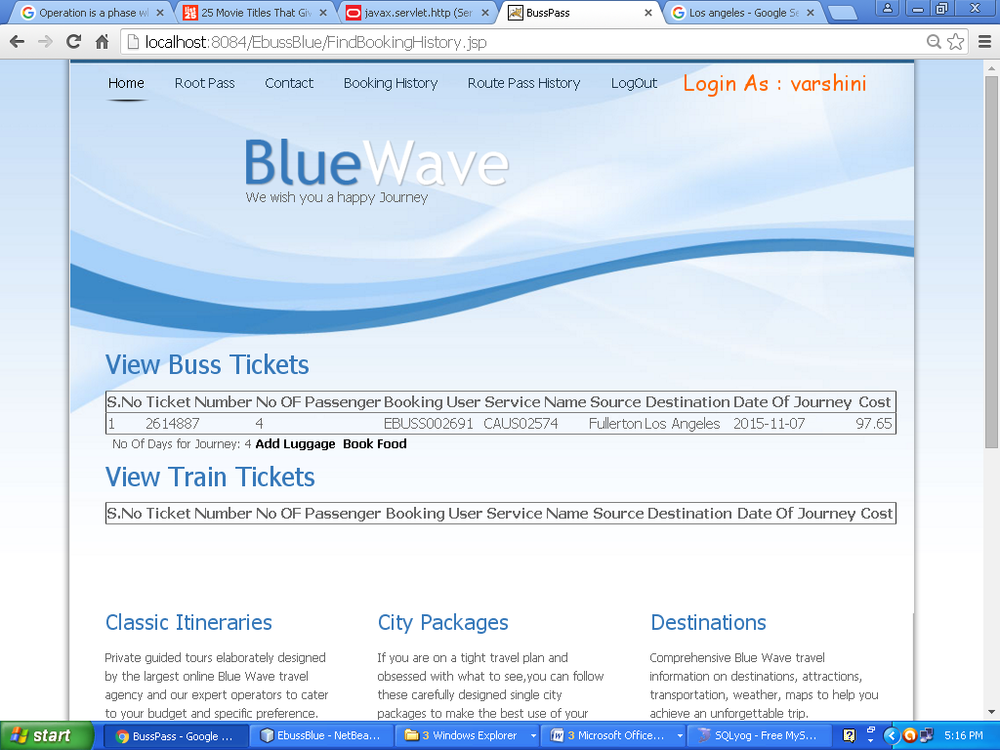 Operation is a phase wh
25 Movie Titles That Giv
javax.servlet.http (Ser
BussPass
Los angeles - Google Se
localhost:8084/EbussBlue/FindBookingHistory.jsp
Home Root Pass Contact Booking History Route Pass History LogOut Login As : varshini
BlueWave
We wish you a happy Journey
View Buss Tickets
S.No Ticket Number No OF Passenger Booking User Service Name Source Destination Date Of Journey Cost
1 2614887 4 EBUSS002691 CAUS02574 Fullerton Los Angeles 2015-11-07 97.65
No Of Days for Journey: 4 Add Luggage Book Food
View Train Tickets
S.No Ticket Number No OF Passenger Booking User Service Name Source Destination Date Of Journey Cost
Classic Itineraries
Private guided tours elaborately designed
by the largest online Blue Wave travel
agency and our expert operators to cater
to your budget and specific preference.
City Packages
If you are on a tight travel plan and
obsessed with what to see,you can follow
these carefully designed single city
packages to make the best use of your
Destinations
Comprehensive Blue Wave travel
information on destinations, attractions,
transportation, weather, maps to help you
achieve an unforgettable trip.
start BussPass - Google ... EbussBlue - NetBea... 3 Windows Explorer 3 Microsoft Office... SQLyog - Free MyS... 5:16 PM